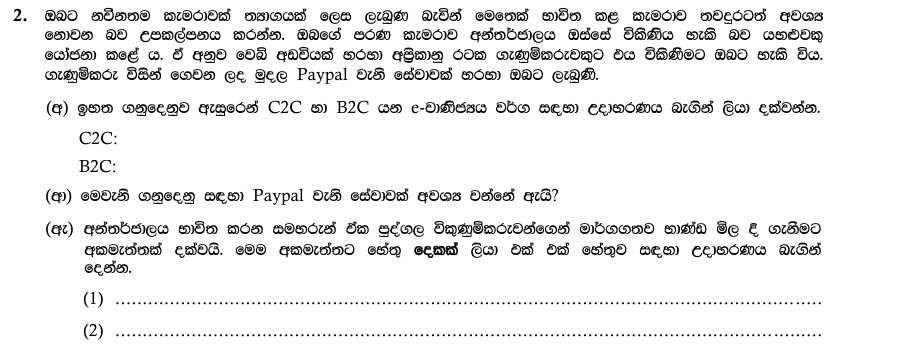 2. ඔබට නවීනතම කැමරාවක් ත්‍යාගයක් ලෙස ලැබුණ බැවින් මෙතෙක් භාවිත කළ කැමරාව තවදුරටත් අවශ්‍ය
නොවන බව උපකල්පනය කරන්න. ඔබගේ පරණ කැමරාව අන්තර්ජාලය ඔස්සේ විකිණිය හැකි බව යහළුවකු
යෝජනා කළේ ය. ඒ අනුව වෙබ් අඩවියක් හරහා අප්‍රිකානු රටක ගැණුම්කරුවකුට එය විකිණීමට ඔබට හැකි විය.
ගැණුම්කරු විසින් ගෙවන ලද මුදල Paypal වැනි සේවාවක් හරහා ඔබට ලැබුණි.
(අ) ඉහත ගනුදෙනුව ඇසුරෙන් C2C හා B2C යන e-වාණිජ්‍යය වර්ග සඳහා උදාහරණය බැගින් ලියා දක්වන්න.
C2C:
B2C:
(ආ) මෙවැනි ගනුදෙනු සඳහා Paypal වැනි සේවාවක් අවශ්‍ය වන්නේ ඇයි?
(ඇ) අන්තර්ජාලය භාවිත කරන සමහරුන් ඒක පුද්ගල විකුණුම්කරුවන්ගෙන් මාර්ගගතව භාණ්ඩ මිල දී ගැනීමට
අකමැත්තක් දක්වයි. මෙම අකමැත්තට හේතු දෙකක් ලියා එක් එක් හේතුව සඳහා උදාහරණය බැගින්
දෙන්න.
(1) ................................................................................
(2) ................................................................................